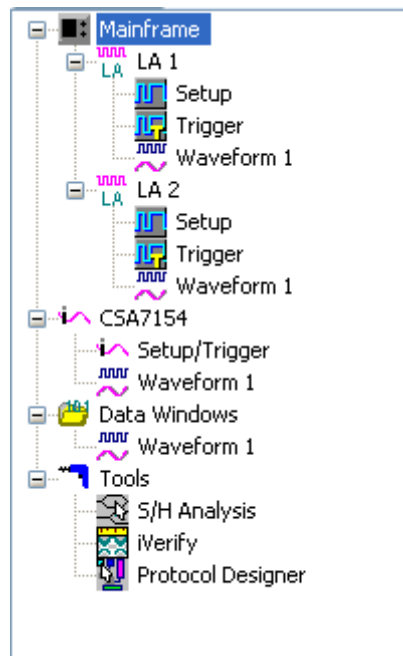 Mainframe
LA LA 1
Setup
Trigger
Waveform 1
LA LA 2
Setup
Trigger
Waveform 1
CSA7154
Setup/Trigger
Waveform 1
Data Windows
Waveform 1
Tools
S/H Analysis
iVerify
Protocol Designer